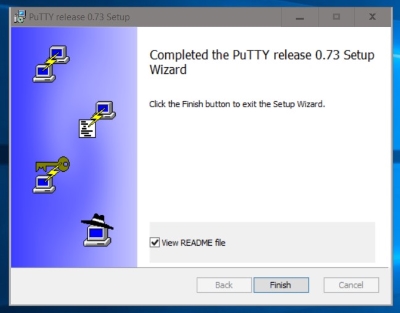 PuTTY release 0.73 Setup
Completed the PuTTY release 0.73 Setup
Wizard
Click the Finish button to exit the Setup Wizard.
View README file
Back
Finish
Cancel